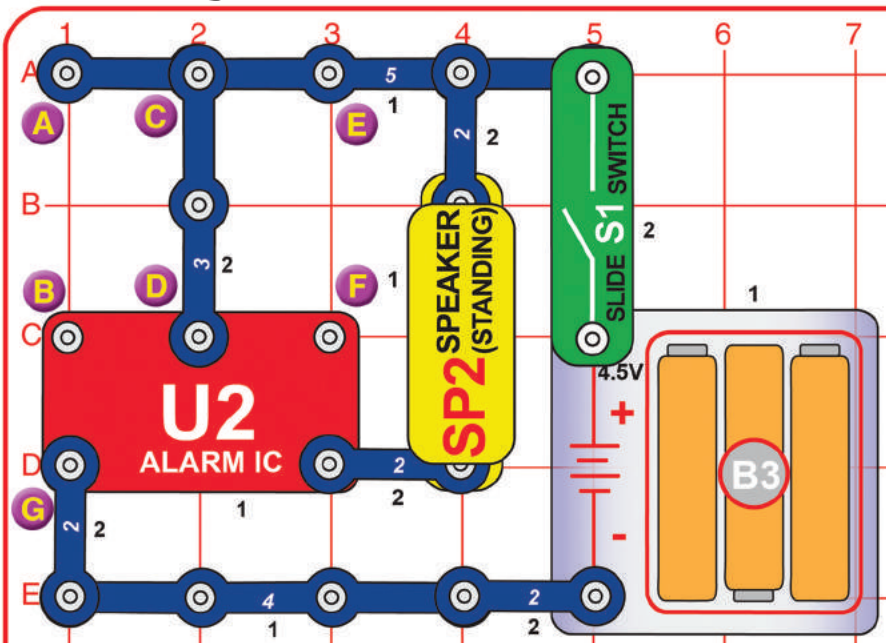 1 2 3 4 5 6 7
A
5
A C E
1
2 2
B
SPEAKER
(STANDING)
SP2
SLIDE S1 SWITCH
2
3 2
B D F
1
1
C
4.5V
+
U2
ALARM IC
D
2
2
B3
G
1
2 2
-
E
4
1
2
2